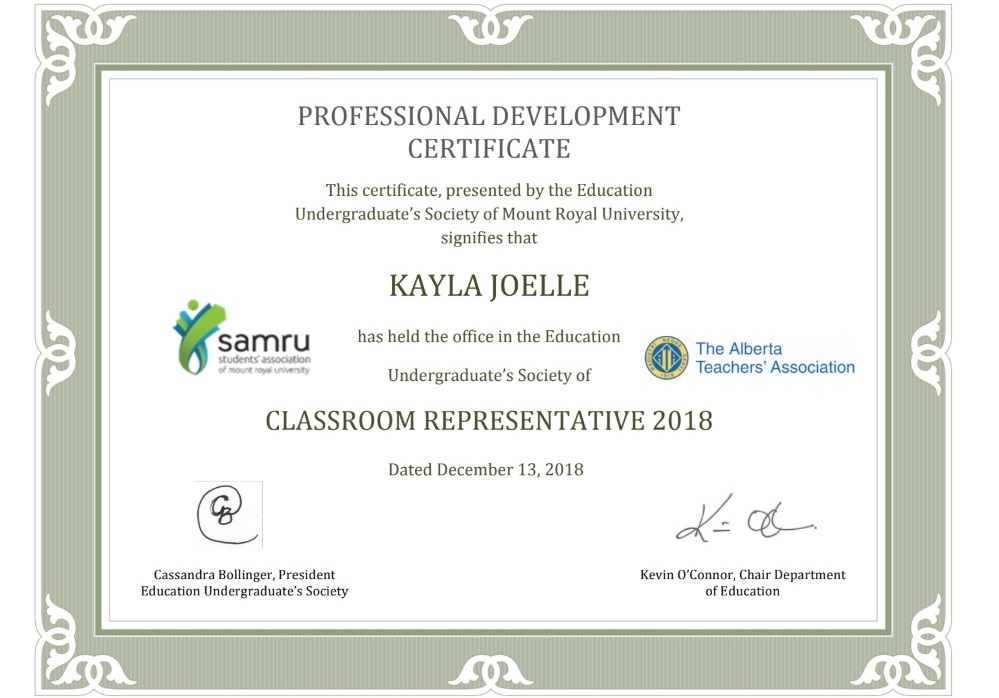 PROFESSIONAL DEVELOPMENT
CERTIFICATE
This certificate, presented by the Education
Undergraduate’s Society of Mount Royal University,
signifies that
KAYLA JOELLE
samru
students' association
of mount royal university
has held the office in the Education
Undergraduate’s Society of
The Alberta
Teachers' Association
CLASSROOM REPRESENTATIVE 2018
Dated December 13, 2018
CB
Cassandra Bollinger, President
Education Undergraduate’s Society
Kevin O’Connor, Chair Department
of Education